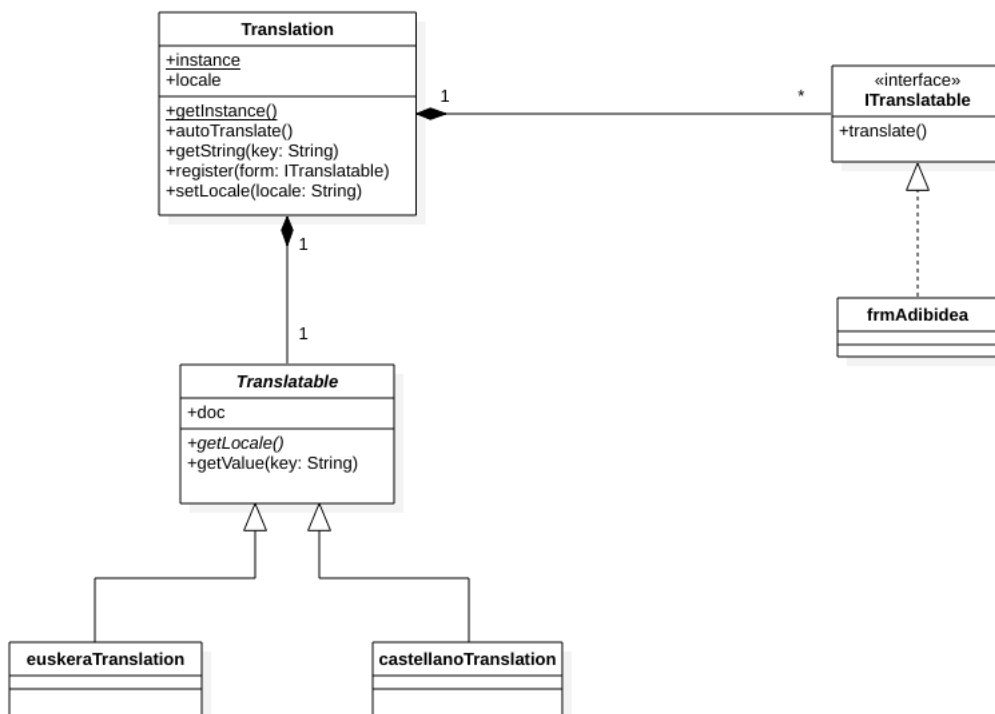 Translation
+instance
+locale
+getInstance()
+autoTranslate()
+getString(key: String)
+register(form: ITranslatable)
+setLocale(locale: String)
1
*
«interface»
ITranslatable
+translate()
frmAdibidea
1
1
Translatable
+doc
+getLocale()
+getValue(key: String)
euskeraTranslation
castellanoTranslation